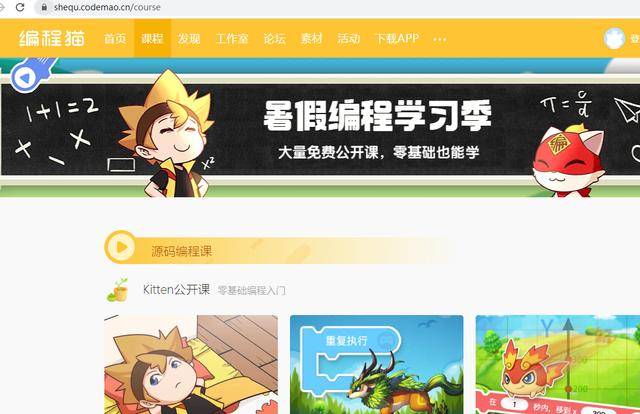 shequ.codemao.cn/course
编程猫 首页 课程 发现 工作室 论坛 素材 活动 下载APP ··· 登
1+1=2
暑假编程学习季
π=c/d
大量免费公开课，零基础也能学
x²
编
源码编程课
Kitten公开课 零基础编程入门
重复执行
Y
300
200
在 1 秒内，移到 x 300